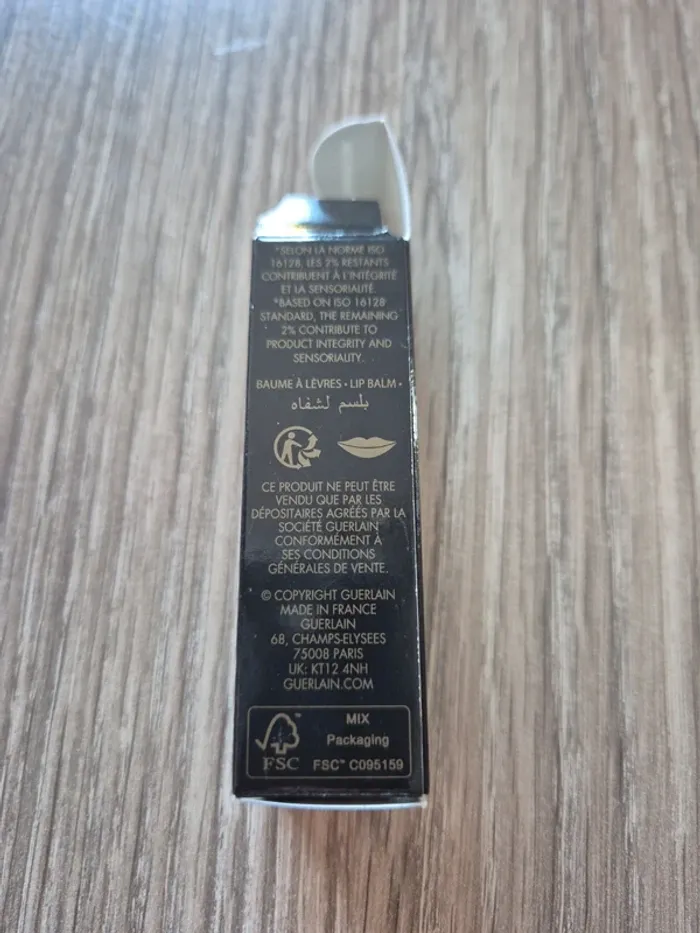 *SELON LA NORME ISO
16128, LES 2% RESTANTS
CONTRIBUENT À L'INTÉGRITÉ
ET LA SENSORIALITÉ.
*BASED ON ISO 16128
STANDARD, THE REMAINING
2% CONTRIBUTE TO
PRODUCT INTEGRITY AND
SENSORIALITY.
BAUME À LÈVRES • LIP BALM •
بلسم لشفاه
CE PRODUIT NE PEUT ÊTRE
VENDU QUE PAR LES
DÉPOSITAIRES AGRÉÉS PAR LA
SOCIÉTÉ GUERLAIN
CONFORMÉMENT À
SES CONDITIONS
GÉNÉRALES DE VENTE.
© COPYRIGHT GUERLAIN
MADE IN FRANCE
GUERLAIN
68, CHAMPS-ELYSEES
75008 PARIS
UK: KT12 4NH
GUERLAIN.COM
MIX
Packaging
FSC™ C095159
FSC